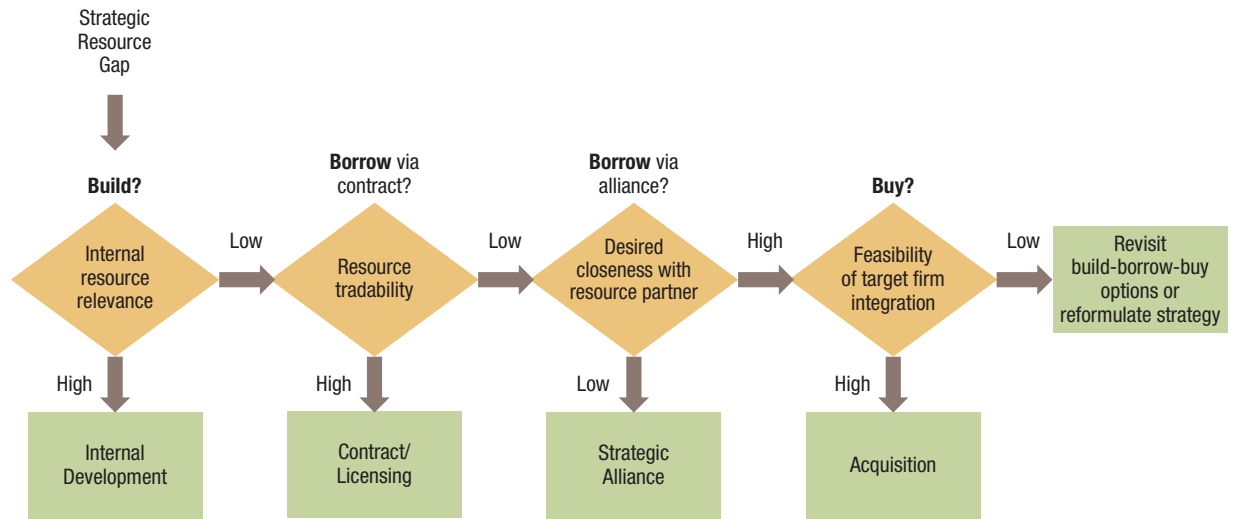 Strategic
Resource
Gap
Build?
Internal
resource
relevance
Low
High
Internal
Development
Borrow via
contract?
Resource
tradability
Low
High
Contract/
Licensing
Borrow via
alliance?
Desired
closeness with
resource partner
High
Low
Strategic
Alliance
Buy?
Feasibility
of target firm
integration
Low
High
Acquisition
Revisit
build-borrow-buy
options or
reformulate strategy